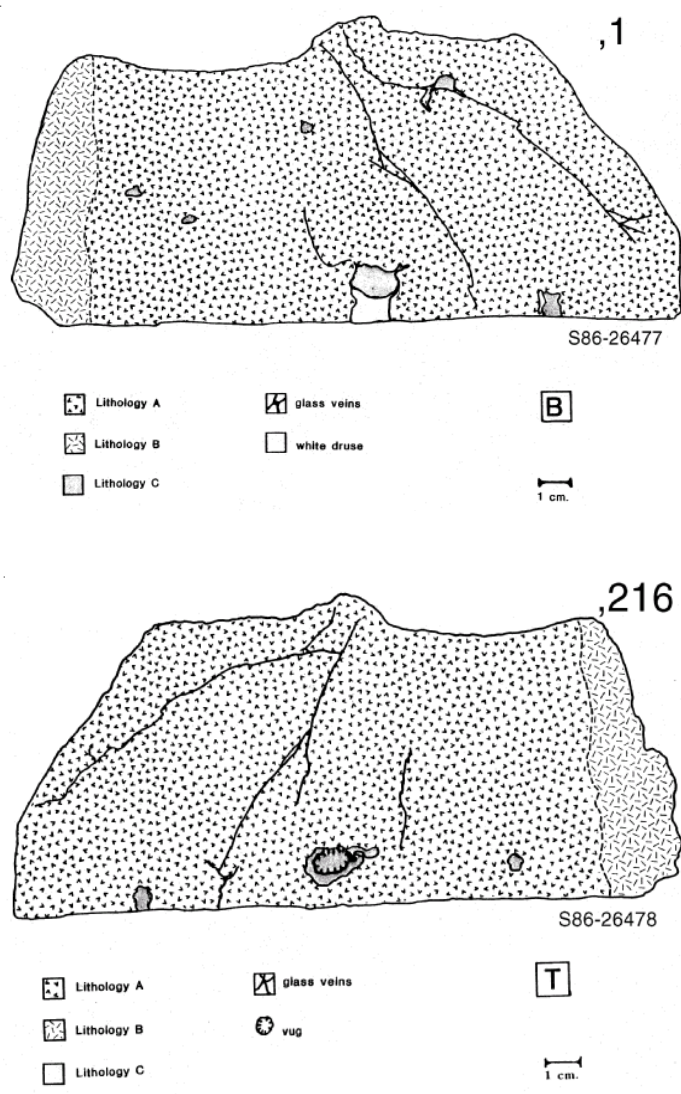 ,1
S86-26477
Lithology A
glass veins
B
Lithology B
white druse
Lithology C
1 cm.
,216
S86-26478
Lithology A
glass veins
T
Lithology B
vug
Lithology C
1 cm.